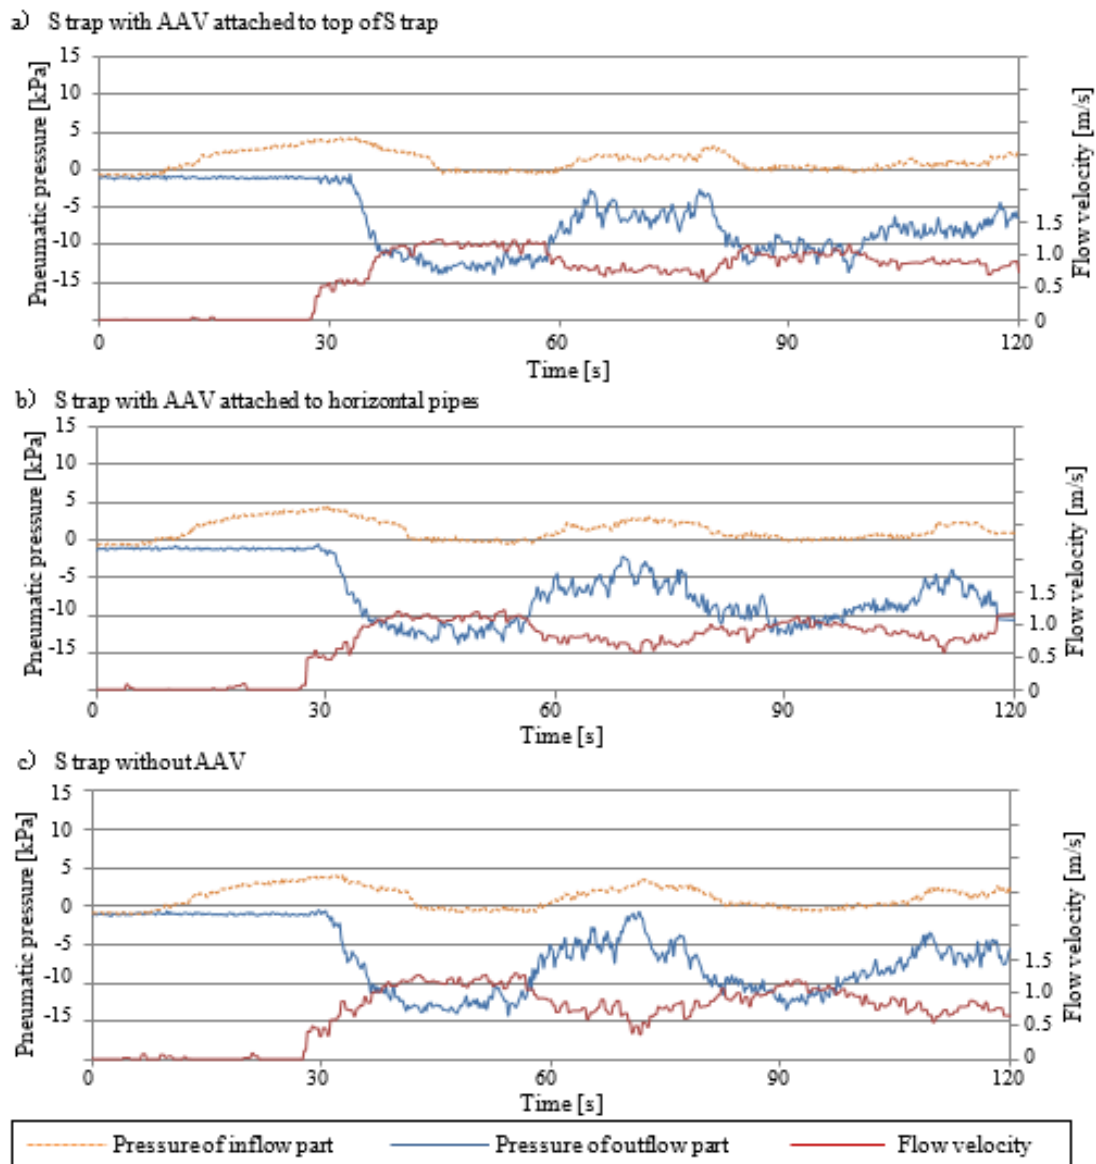 a) S trap with AAV attached to top of S trap
Pneumatic pressure [kPa]
15
10
5
0
-5
-10
-15
Flow velocity [m/s]
1.5
1.0
0.5
0
0 30 60 90 120
Time [s]
b) S trap with AAV attached to horizontal pipes
Pneumatic pressure [kPa]
15
10
5
0
-5
-10
-15
Flow velocity [m/s]
1.5
1.0
0.5
0
0 30 60 90 120
Time [s]
c) S trap without AAV
Pneumatic pressure [kPa]
15
10
5
0
-5
-10
-15
Flow velocity [m/s]
1.5
1.0
0.5
0
0 30 60 90 120
Time [s]
Pressure of inflow part Pressure of outflow part Flow velocity